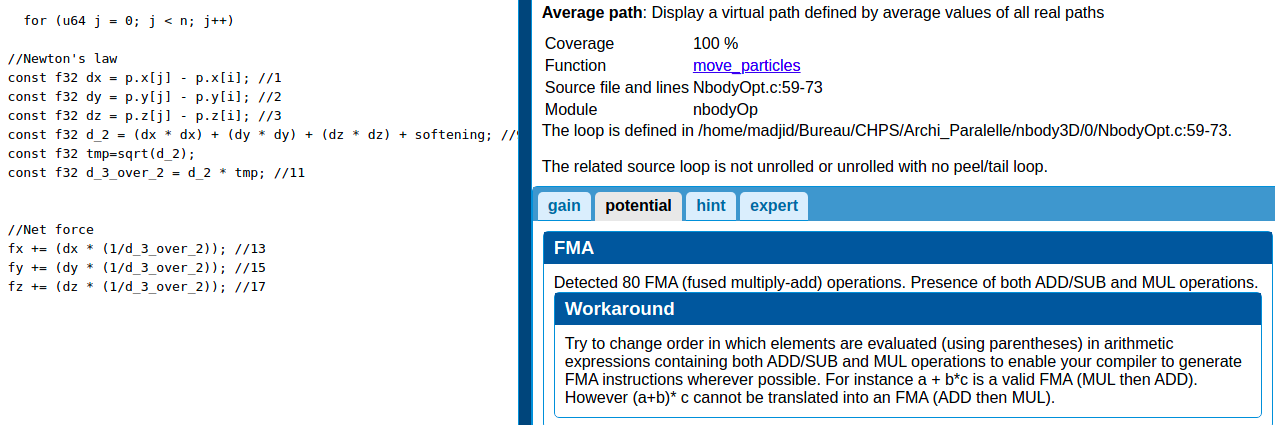 for (u64 j = 0; j < n; j++)
//Newton's law
const f32 dx = p.x[j] - p.x[i]; //1
const f32 dy = p.y[j] - p.y[i]; //2
const f32 dz = p.z[j] - p.z[i]; //3
const f32 d_2 = (dx * dx) + (dy * dy) + (dz * dz) + softening; //
const f32 tmp=sqrt(d_2);
const f32 d_3_over_2 = d_2 * tmp; //11
//Net force
fx += (dx * (1/d_3_over_2)); //13
fy += (dy * (1/d_3_over_2)); //15
fz += (dz * (1/d_3_over_2)); //17
Average path: Display a virtual path defined by average values of all real paths
Coverage 100 %
Function move_particles
Source file and lines NbodyOpt.c:59-73
Module nbodyOp
The loop is defined in /home/madjid/Bureau/CHPS/Archi_Paralelle/nbody3D/0/NbodyOpt.c:59-73.
The related source loop is not unrolled or unrolled with no peel/tail loop.
gain potential hint expert
FMA
Detected 80 FMA (fused multiply-add) operations. Presence of both ADD/SUB and MUL operations.
Workaround
Try to change order in which elements are evaluated (using parentheses) in arithmetic
expressions containing both ADD/SUB and MUL operations to enable your compiler to generate
FMA instructions wherever possible. For instance a + b*c is a valid FMA (MUL then ADD).
However (a+b)* c cannot be translated into an FMA (ADD then MUL).